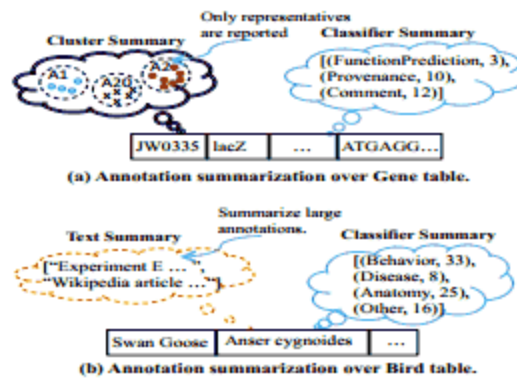 Only representatives
are reported
Cluster Summary
Classifier Summary
A1
A20
A2
[(FunctionPrediction, 3),
(Provenance, 10),
(Comment, 12)]
JW0335 lacZ ... ATGAGG...
(a) Annotation summarization over Gene table.
Summarize large
annotations.
Text Summary
Classifier Summary
["Experiment E ...",
"Wikipedia article ..."]
[(Behavior, 33),
(Disease, 8),
(Anatomy, 25),
(Other, 16)]
Swan Goose Anser cygnoides ...
(b) Annotation summarization over Bird table.